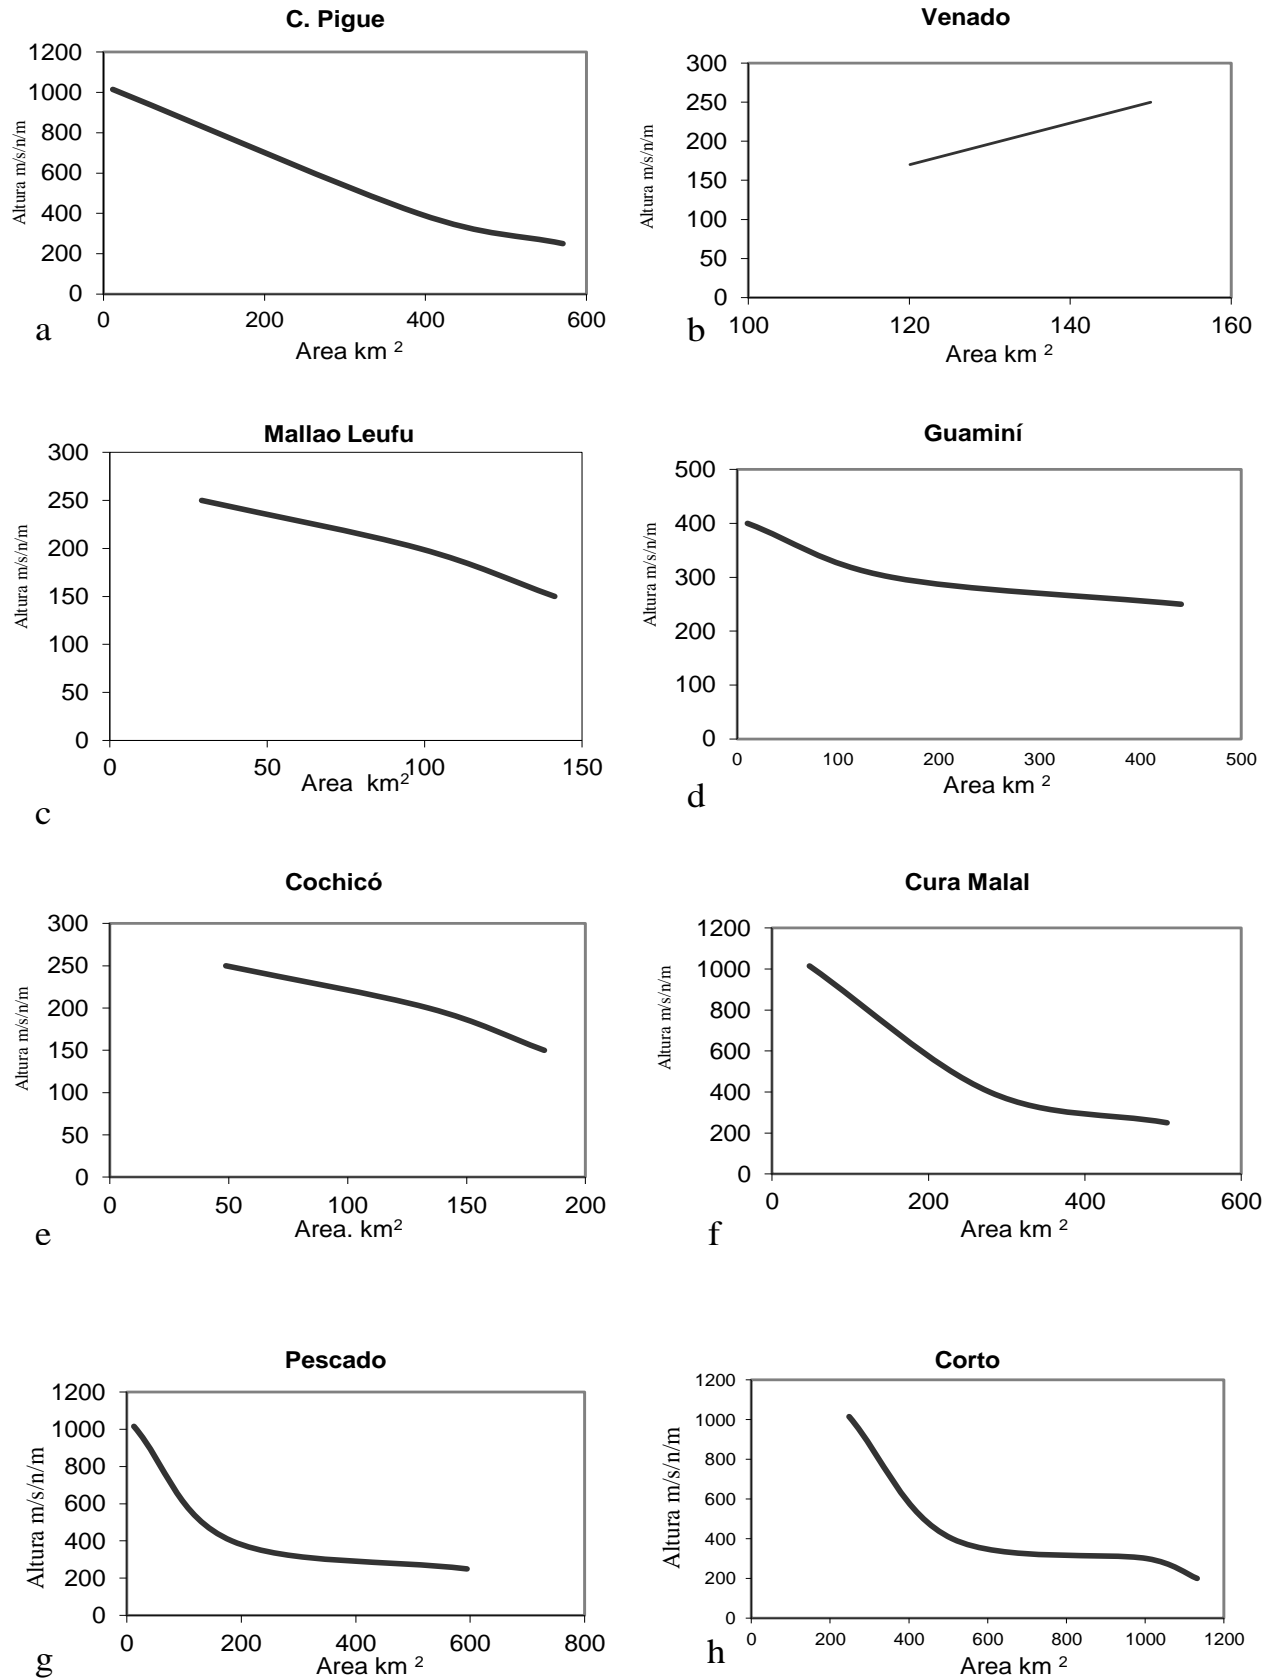 C. Pigue
1200
1000
800
600
400
200
0
0 200 400 600
Altura m/s/n/m
Area km 2
a
Venado
300
250
200
150
100
50
0
100 120 140 160
Altura m/s/n/m
Area km 2
b
Mallao Leufu
300
250
200
150
100
50
0
0 50 100 150
Altura m/s/n/m
Area km2
c
Guaminí
500
400
300
200
100
0
0 100 200 300 400 500
Altura m/s/n/m
Area km 2
d
Cochicó
300
250
200
150
100
50
0
0 50 100 150 200
Altura m/s/n/m
Area. km2
e
Cura Malal
1200
1000
800
600
400
200
0
0 200 400 600
Altura m/s/n/m
Area km 2
f
Pescado
1200
1000
800
600
400
200
0
0 200 400 600 800
Altura m/s/n/m
Area km 2
g
Corto
1200
1000
800
600
400
200
0
0 200 400 600 800 1000 1200
Altura m/s/n/m
Area km 2
h